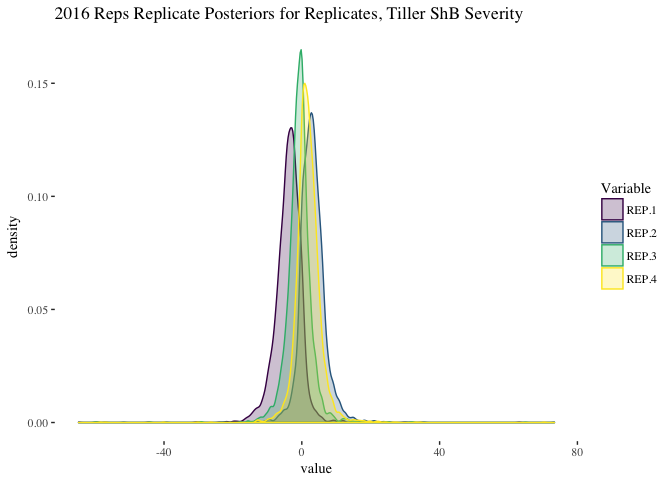 2016 Reps Replicate Posteriors for Replicates, Tiller ShB Severity
0.15
0.10
0.05
0.00
density
-40
0
40
80
value
Variable
REP.1
REP.2
REP.3
REP.4